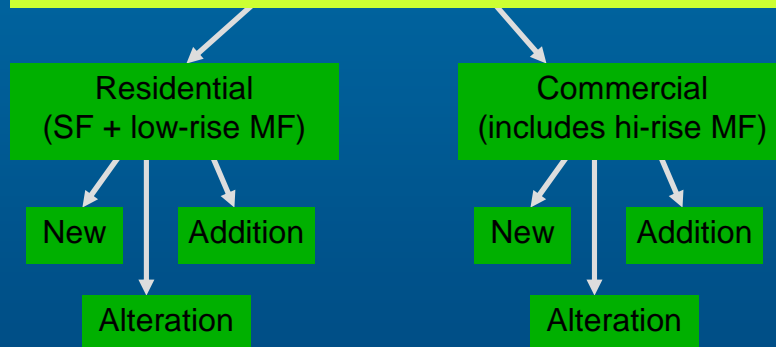 Residential
(SF + low-rise MF)
Commercial
(includes hi-rise MF)
New
Addition
New
Addition
Alteration
Alteration